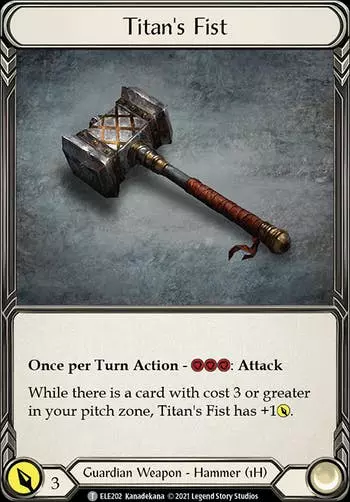 Titan's Fist
Once per Turn Action - : Attack
While there is a card with cost 3 or greater
in your pitch zone, Titan's Fist has +1.
3
Guardian Weapon - Hammer (1H)
T ELE202 Kanadekana © 2021 Legend Story Studios